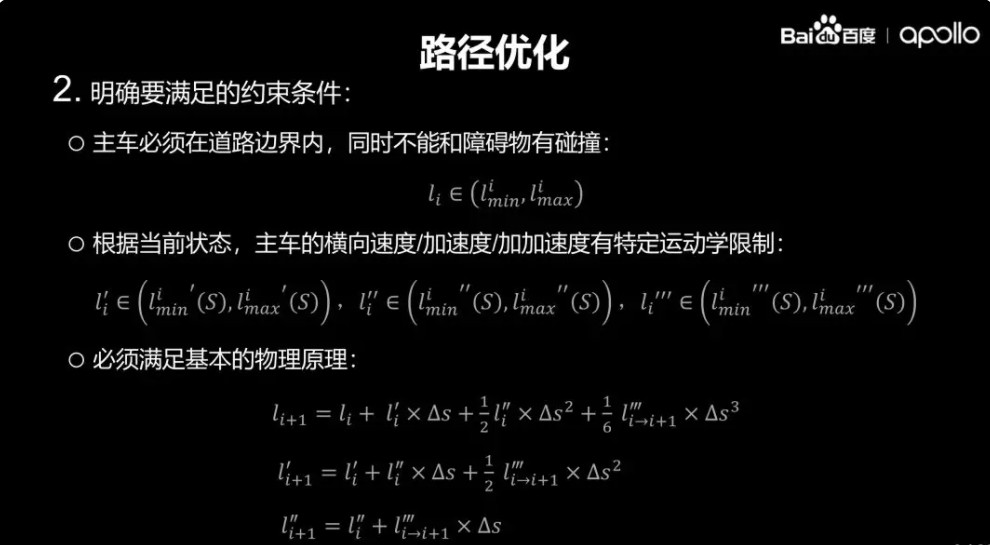 Baidu百度 | apollo
路径优化
2. 明确要满足的约束条件：
○ 主车必须在道路边界内，同时不能和障碍物有碰撞：
$l_i \in (l_{min}^i, l_{max}^i)$
○ 根据当前状态，主车的横向速度/加速度/加加速度有特定运动学限制：
$l_i' \in \left(l_{min}^i{}'(S), l_{max}^i{}'(S)\right)$，$l_i'' \in \left(l_{min}^i{}''(S), l_{max}^i{}''(S)\right)$，$l_i{}''' \in \left(l_{min}^i{}'''(S), l_{max}^i{}'''(S)\right)$
○ 必须满足基本的物理原理：
$l_{i+1} = l_i + l_i' \times \Delta s + \frac{1}{2} l_i'' \times \Delta s^2 + \frac{1}{6} l_{i \to i+1}''' \times \Delta s^3$
$l_{i+1}' = l_i' + l_i'' \times \Delta s + \frac{1}{2} l_{i \to i+1}''' \times \Delta s^2$
$l_{i+1}'' = l_i'' + l_{i \to i+1}''' \times \Delta s$